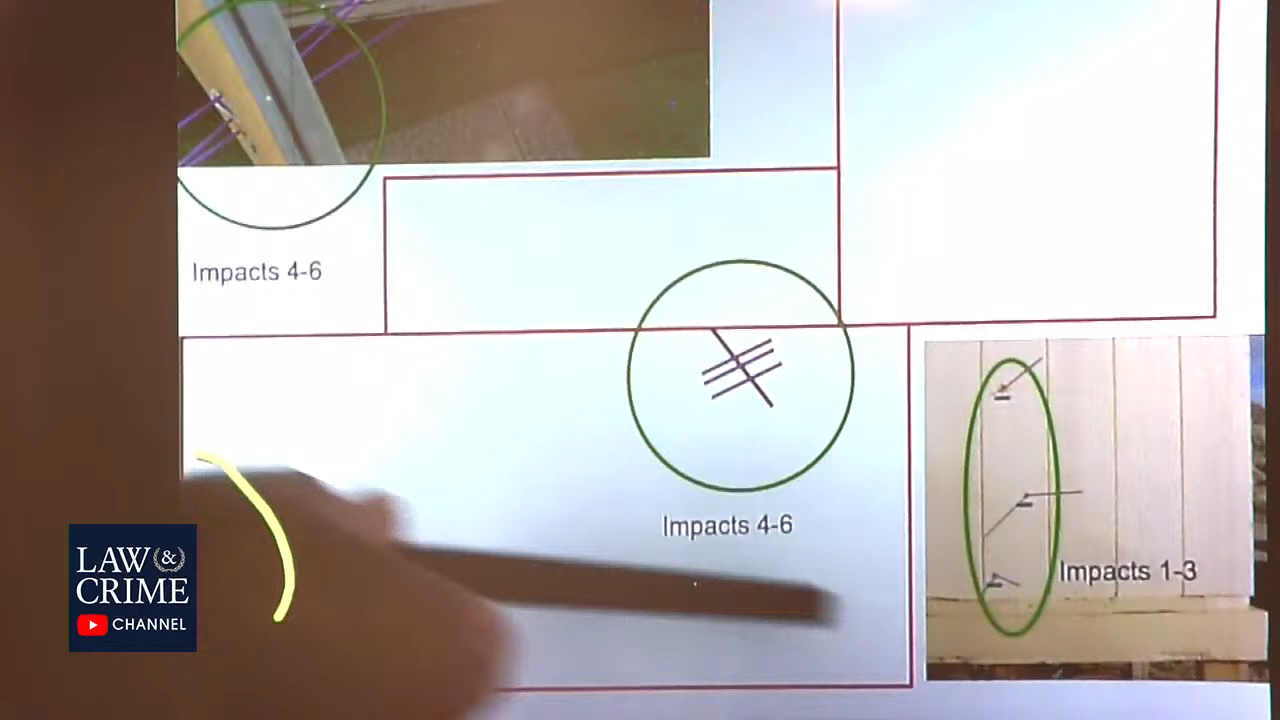 Impacts 4-6
Impacts 4-6
Impacts 1-3
LAW &
CRIME
CHANNEL